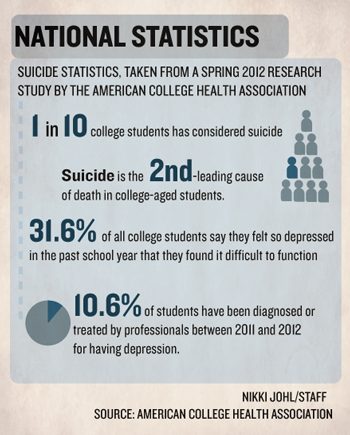 NATIONAL STATISTICS
SUICIDE STATISTICS, TAKEN FROM A SPRING 2012 RESEARCH
STUDY BY THE AMERICAN COLLEGE HEALTH ASSOCIATION
1 in 10 college students has considered suicide
Suicide is the 2nd-leading cause
of death in college-aged students.
31.6% of all college students say they felt so depressed
in the past school year that they found it difficult to function
10.6% of students have been diagnosed or
treated by professionals between 2011 and 2012
for having depression.
NIKKI JOHL/STAFF
SOURCE: AMERICAN COLLEGE HEALTH ASSOCIATION